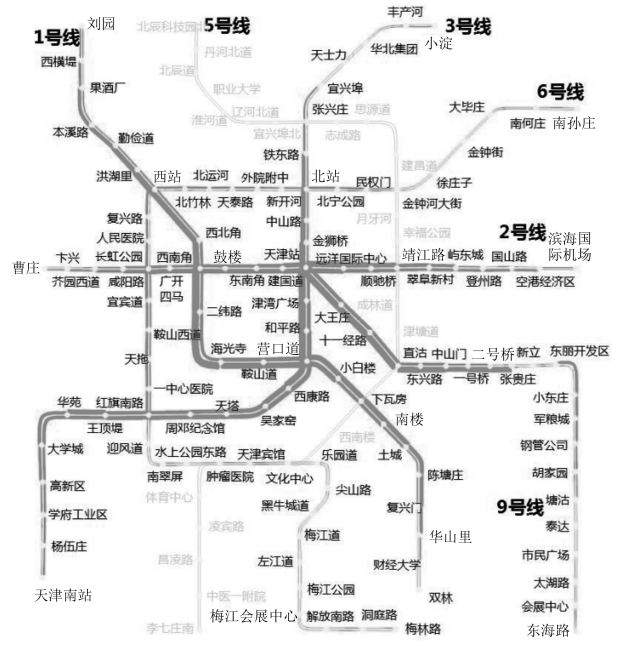 刘园
1号线
北辰科技园北
5号线
丰产河
3号线
小淀
西横堤
丹河北道
天士力
华北集团
北辰道
果酒厂
职业大学
宜兴埠
6号线
大毕庄
淮河道
辽河北道
张兴庄
思源道
南何庄
南孙庄
本溪路
勤俭道
宜兴埠北
志成路
铁东路
金钟街
洪湖里
西站
北运河
外院附中
北站
民权门
建昌道
徐庄子
北竹林
天泰路
新开河
北宁公园
金钟河大街
复兴路
中山路
月牙河
人民医院
西北角
金狮桥
幸福公园
2号线
滨海国
际机场
曹庄
卞兴
长虹公园
西南角
鼓楼
天津站
远洋国际中心
靖江路
屿东城
国山路
芥园西道
咸阳路
广开
四马
东南角
建国道
顺驰桥
翠阜新村
登州路
空港经济区
宜宾道
二纬路
津湾广场
大王庄
成林道
鞍山西道
和平路
十一经路
津塘道
天拖
海光寺
营口道
小白楼
直沽
中山门
二号桥
新立
东丽开发区
鞍山道
东兴路
一号桥
张贵庄
一中心医院
西康路
下瓦房
小东庄
华苑
红旗南路
天塔
吴家窑
南楼
军粮城
王顶堤
周邓纪念馆
西南楼
大学城
迎风道
水上公园东路
天津宾馆
乐园道
土城
钢管公司
南翠屏
肿瘤医院
文化中心
陈塘庄
胡家园
高新区
体育中心
尖山路
塘沽
黑牛城道
复兴门
9号线
学府工业区
凌宾路
泰达
梅江道
华山里
杨伍庄
昌凌路
左江道
财经大学
市民广场
太湖路
天津南站
中医一附院
梅江公园
双林
会展中心
梅江会展中心
解放南路
洞庭路
李七庄南
梅林路
东海路